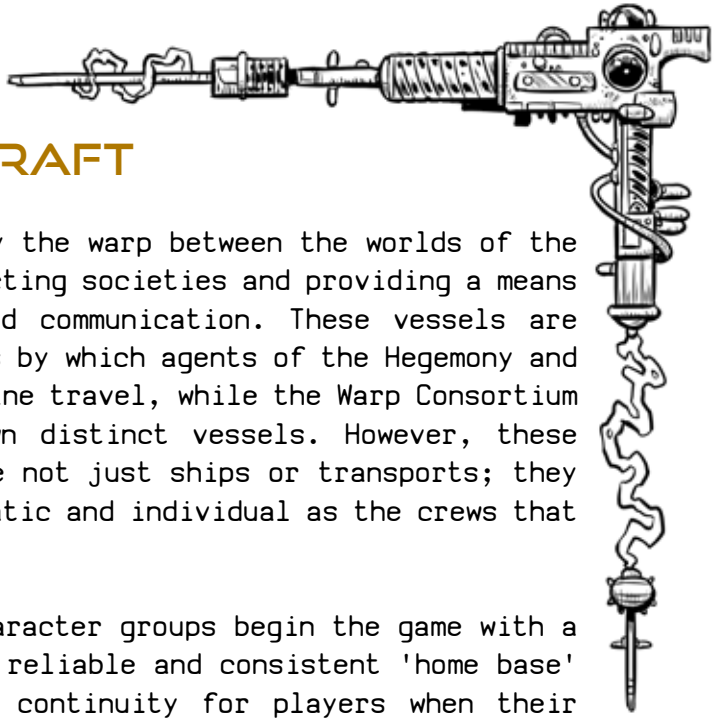 RAFT
the warp between the worlds of the
ting societies and providing a means
d communication. These vessels are
by which agents of the Hegemony and
ne travel, while the Warp Consortium
n distinct vessels. However, these
not just ships or transports; they
atic and individual as the crews that
aracter groups begin the game with a
reliable and consistent 'home base'
continuity for players when their